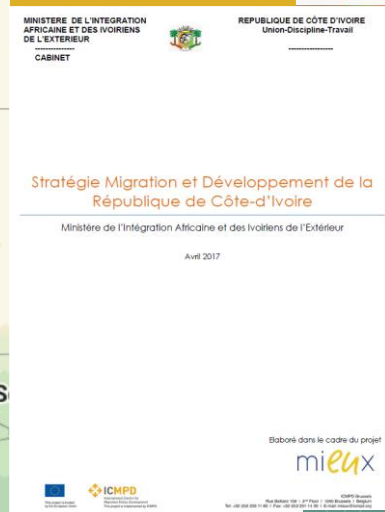 MINISTERE DE L'INTEGRATION
AFRICAINE ET DES IVOIRIENS
DE L'EXTERIEUR
---------------
CABINET
REPUBLIQUE DE CÔTE D'IVOIRE
Union-Discipline-Travail
----------------
Stratégie Migration et Développement de la
République de Côte-d'Ivoire
Ministère de l'Intégration Africaine et des Ivoiriens de l'Extérieur
Avril 2017
Elaboré dans le cadre du projet
mieux
ICMPD